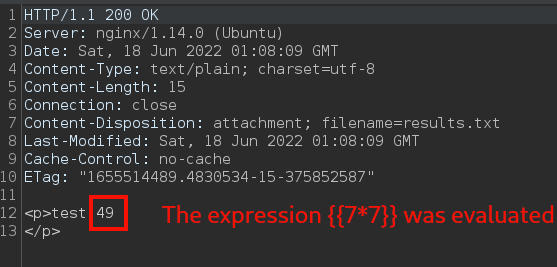 1 HTTP/1.1 200 OK
2 Server: nginx/1.14.0 (Ubuntu)
3 Date: Sat, 18 Jun 2022 01:08:09 GMT
4 Content-Type: text/plain; charset=utf-8
5 Content-Length: 15
6 Connection: close
7 Content-Disposition: attachment; filename=results.txt
8 Last-Modified: Sat, 18 Jun 2022 01:08:09 GMT
9 Cache-Control: no-cache
10 ETag: "1655514489.4830534-15-375852587"
11
12 <p>test 49 The expression {{7*7}} was evaluated
13 </p>